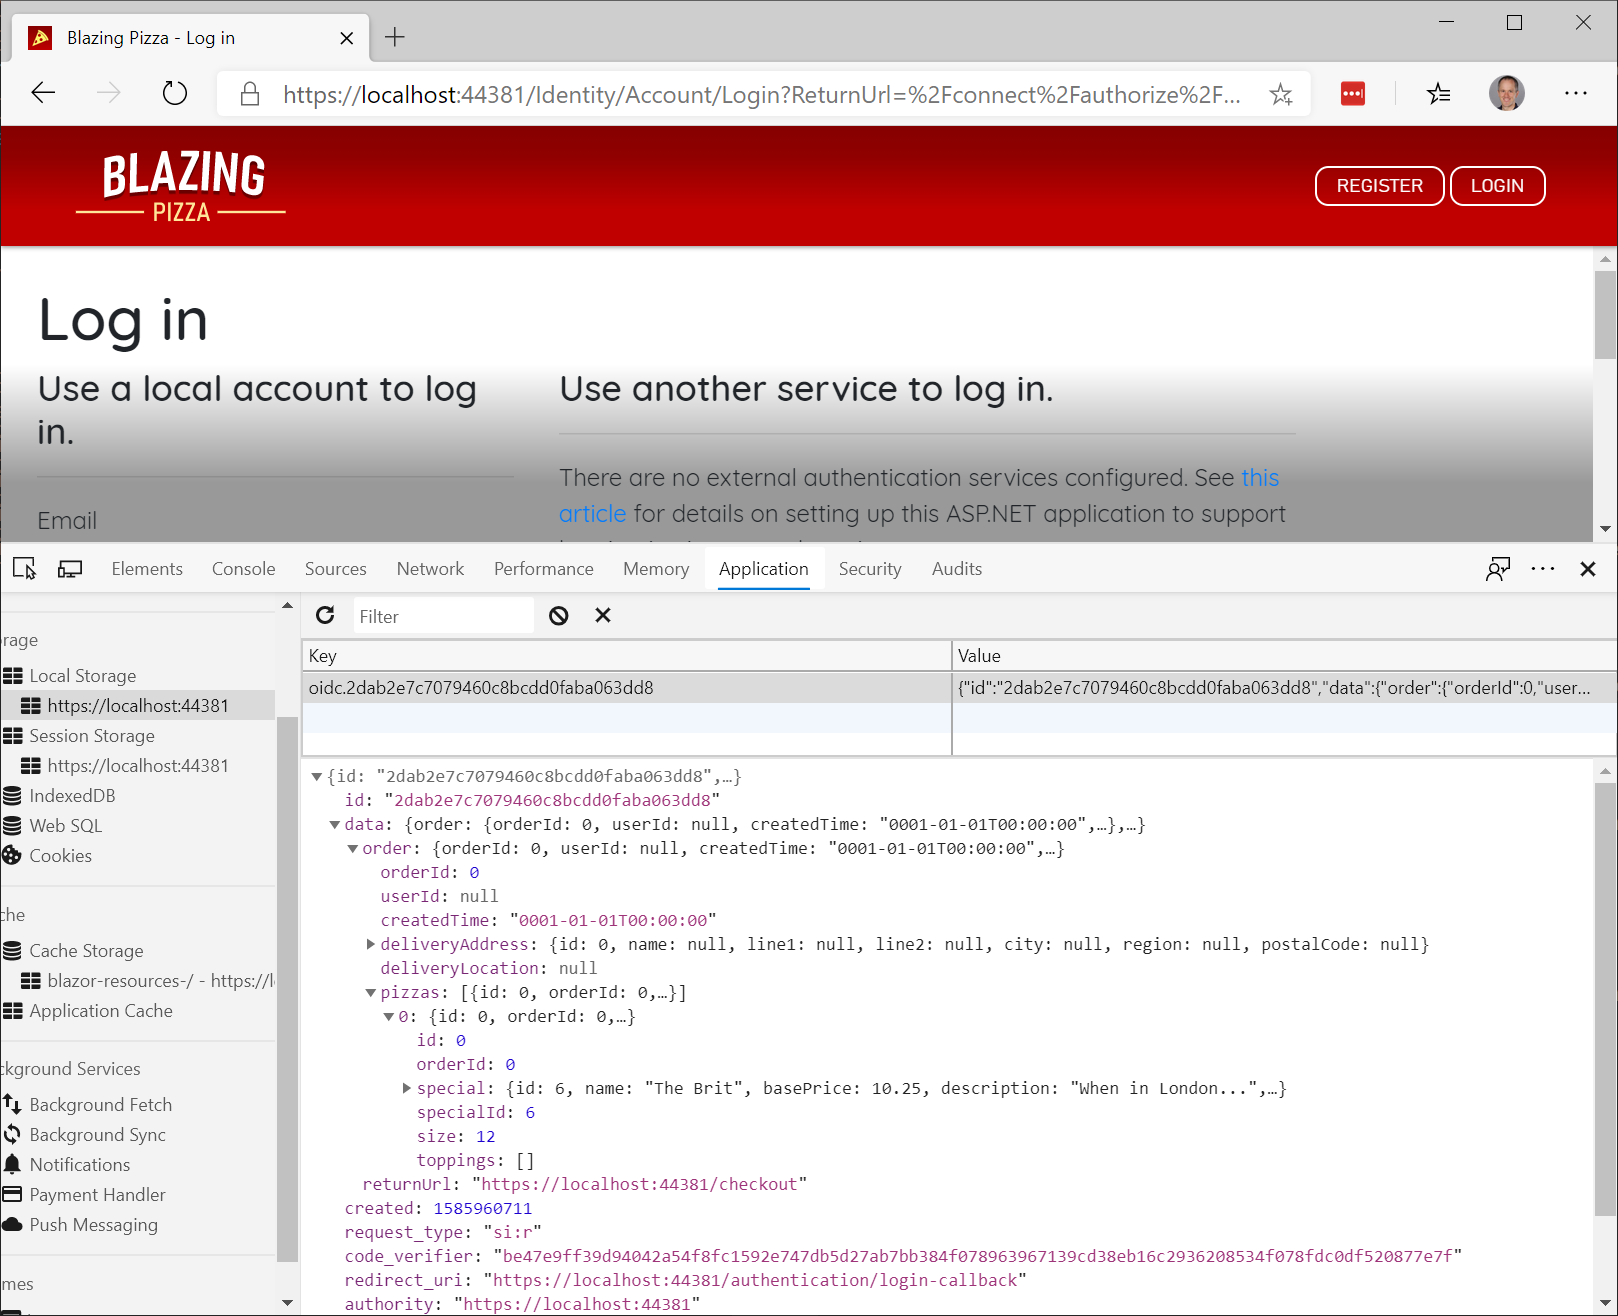 Blazing Pizza - Log in
https://localhost:44381/Identity/Account/Login?ReturnUrl=%2Fconnect%2Fauthorize%2F...
BLAZING
PIZZA
REGISTER
LOGIN
Log in
Use a local account to log
in.
Email
Use another service to log in.
There are no external authentication services configured. See this
article for details on setting up this ASP.NET application to support
Elements Console Sources Network Performance Memory Application Security Audits
rage
Local Storage
https://localhost:44381
Session Storage
https://localhost:44381
IndexedDB
Web SQL
Cookies
che
Cache Storage
blazor-resources-/ - https://l
Application Cache
ckground Services
Background Fetch
Background Sync
Notifications
Payment Handler
Push Messaging
mes
Filter
Key Value
oidc.2dab2e7c7079460c8bcdd0faba063dd8 {"id":"2dab2e7c7079460c8bcdd0faba063dd8","data":{"order":{"orderId":0,"user...
{id: "2dab2e7c7079460c8bcdd0faba063dd8",…}
id: "2dab2e7c7079460c8bcdd0faba063dd8"
data: {order: {orderId: 0, userId: null, createdTime: "0001-01-01T00:00:00",…},…}
order: {orderId: 0, userId: null, createdTime: "0001-01-01T00:00:00",…}
orderId: 0
userId: null
createdTime: "0001-01-01T00:00:00"
deliveryAddress: {id: 0, name: null, line1: null, line2: null, city: null, region: null, postalCode: null}
deliveryLocation: null
pizzas: [{id: 0, orderId: 0,…}]
0: {id: 0, orderId: 0,…}
id: 0
orderId: 0
special: {id: 6, name: "The Brit", basePrice: 10.25, description: "When in London...",…}
specialId: 6
size: 12
toppings: []
returnUrl: "https://localhost:44381/checkout"
created: 1585960711
request_type: "si:r"
code_verifier: "be47e9ff39d94042a54f8fc1592e747db5d27ab7bb384f078963967139cd38eb16c2936208534f078fdc0df520877e7f"
redirect_uri: "https://localhost:44381/authentication/login-callback"
authority: "https://localhost:44381"